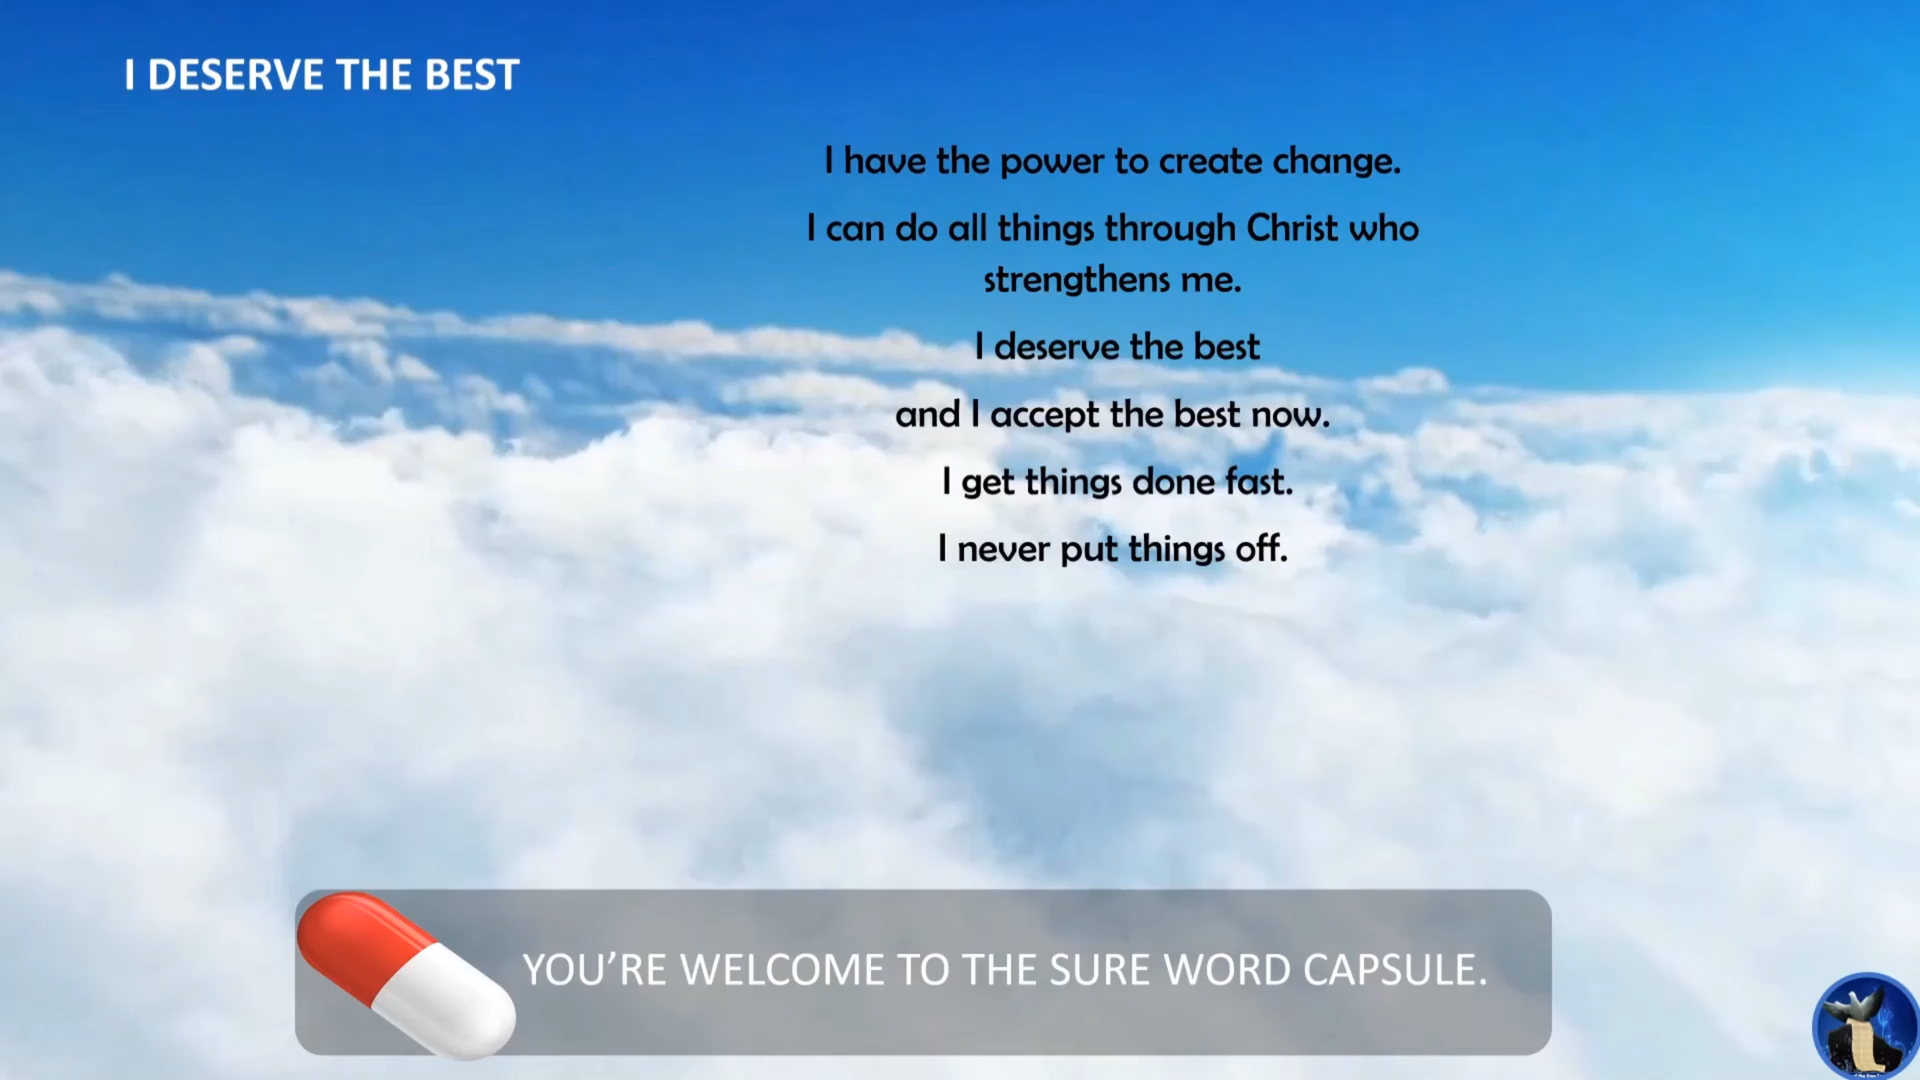 I DESERVE THE BEST
I have the power to create change.
I can do all things through Christ who
strengthens me.
I deserve the best
and I accept the best now.
I get things done fast.
I never put things off.
YOU’RE WELCOME TO THE SURE WORD CAPSULE.